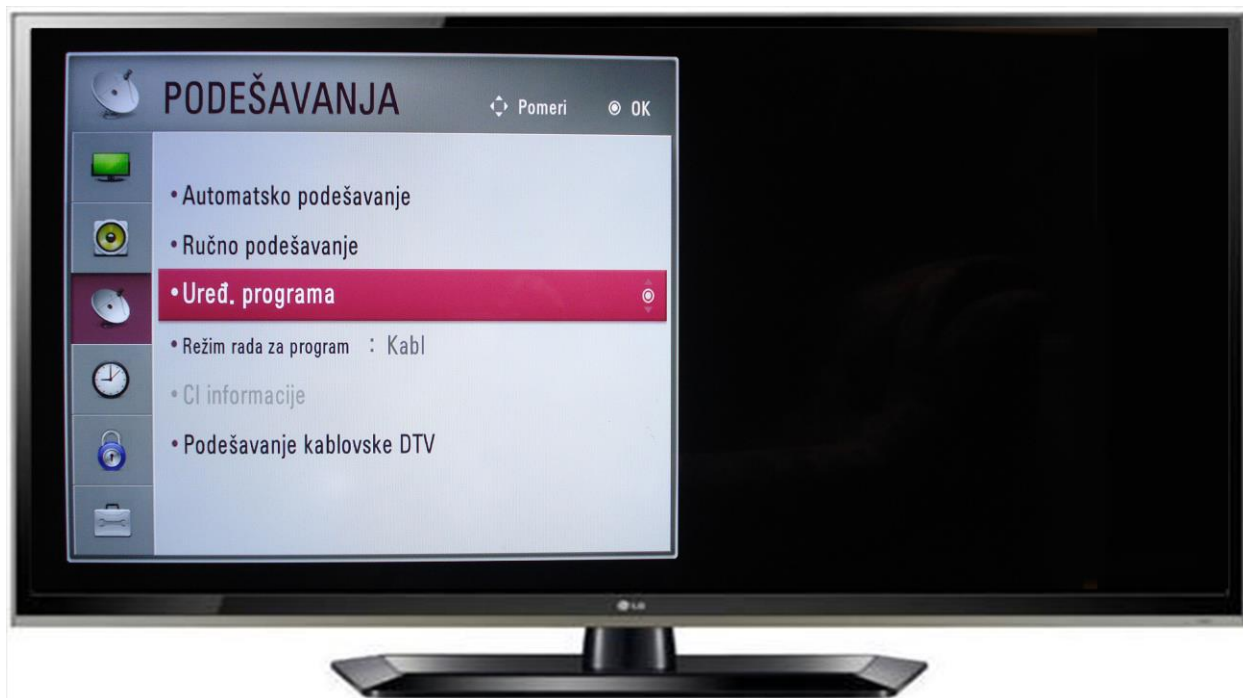 PODEŠAVANJA
Pomeri OK
• Automatsko podešavanje
• Ručno podešavanje
• Uređ. programa
• Režim rada za program : Kabl
• CI informacije
• Podešavanje kablovske DTV
LG